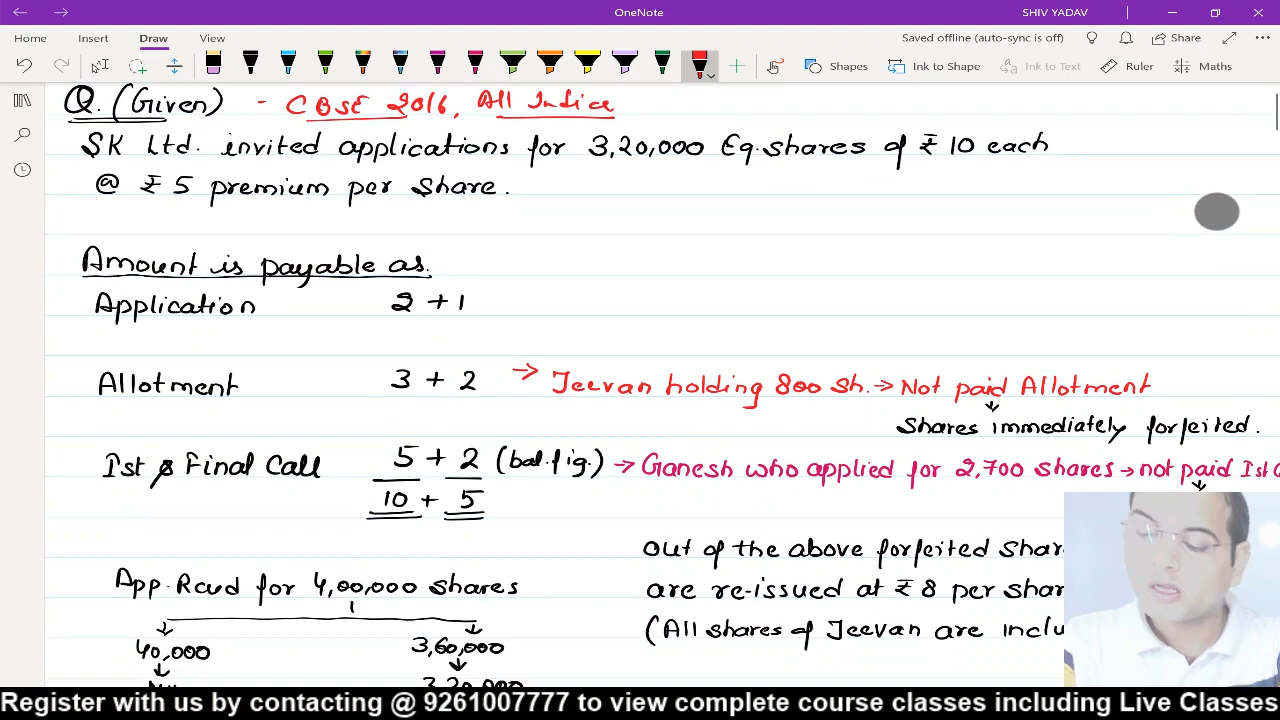 OneNote
SHIV YADAV
Home Insert Draw View
Saved offline (auto-sync is off)
Share
Shapes
Ink to Shape
Ink to Text
Ruler
Maths
Q. (Given) - CBSE 2016, All India
SK Ltd. invited applications for 3,20,000 Eq.shares of ₹ 10 each
@ ₹ 5 premium per share.
Amount is payable as.
Application 2 + 1
Allotment 3 + 2 → Jeevan holding 800 Sh. → Not paid Allotment
Shares immediately forfeited.
Ist & Final Call 5 + 2 (bal.fig.) → Ganesh who applied for 2,700 shares → not paid Ist
10 + 5
out of the above forfeited
are re-issued at ₹ 8 per
(All shares of Jeevan are
App. Rcvd for 4,00,000 shares
40,000 3,60,000
3,20,000
Register with us by contacting @ 9261007777 to view complete course classes including Live Classes